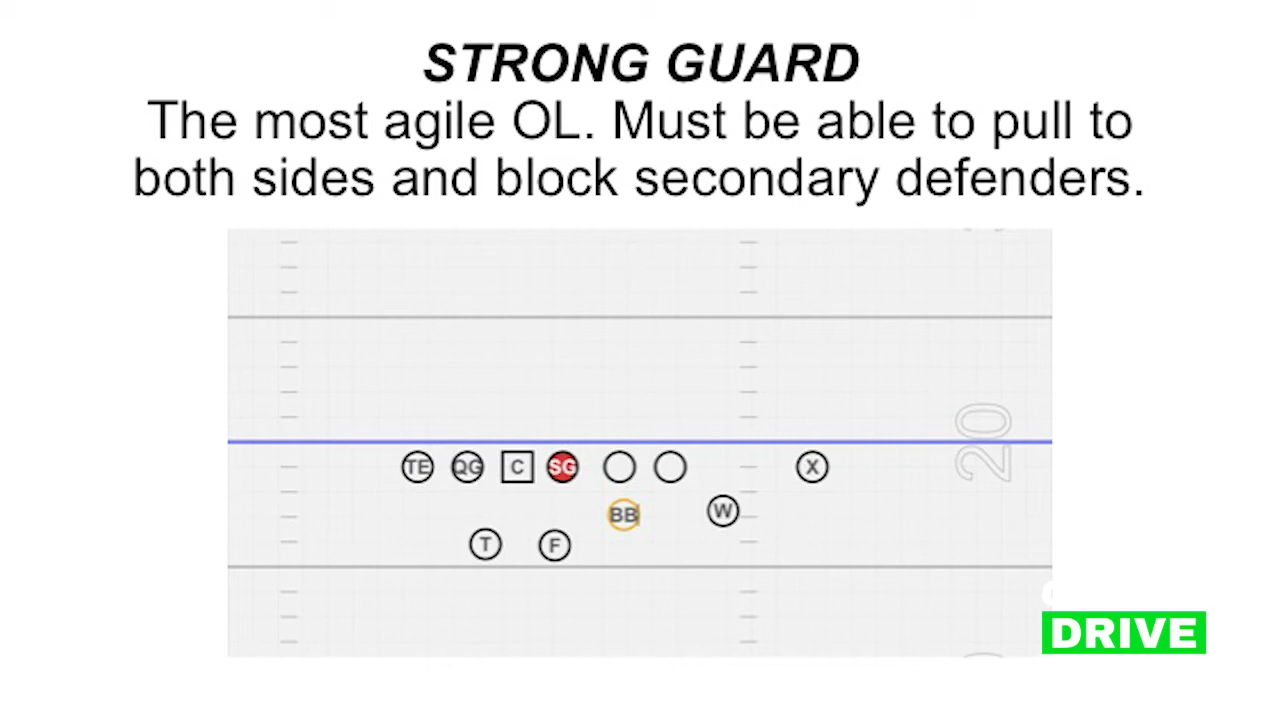 STRONG GUARD
The most agile OL. Must be able to pull to
both sides and block secondary defenders.
20
TE QG C SG X
BB W
T F
DRIVE